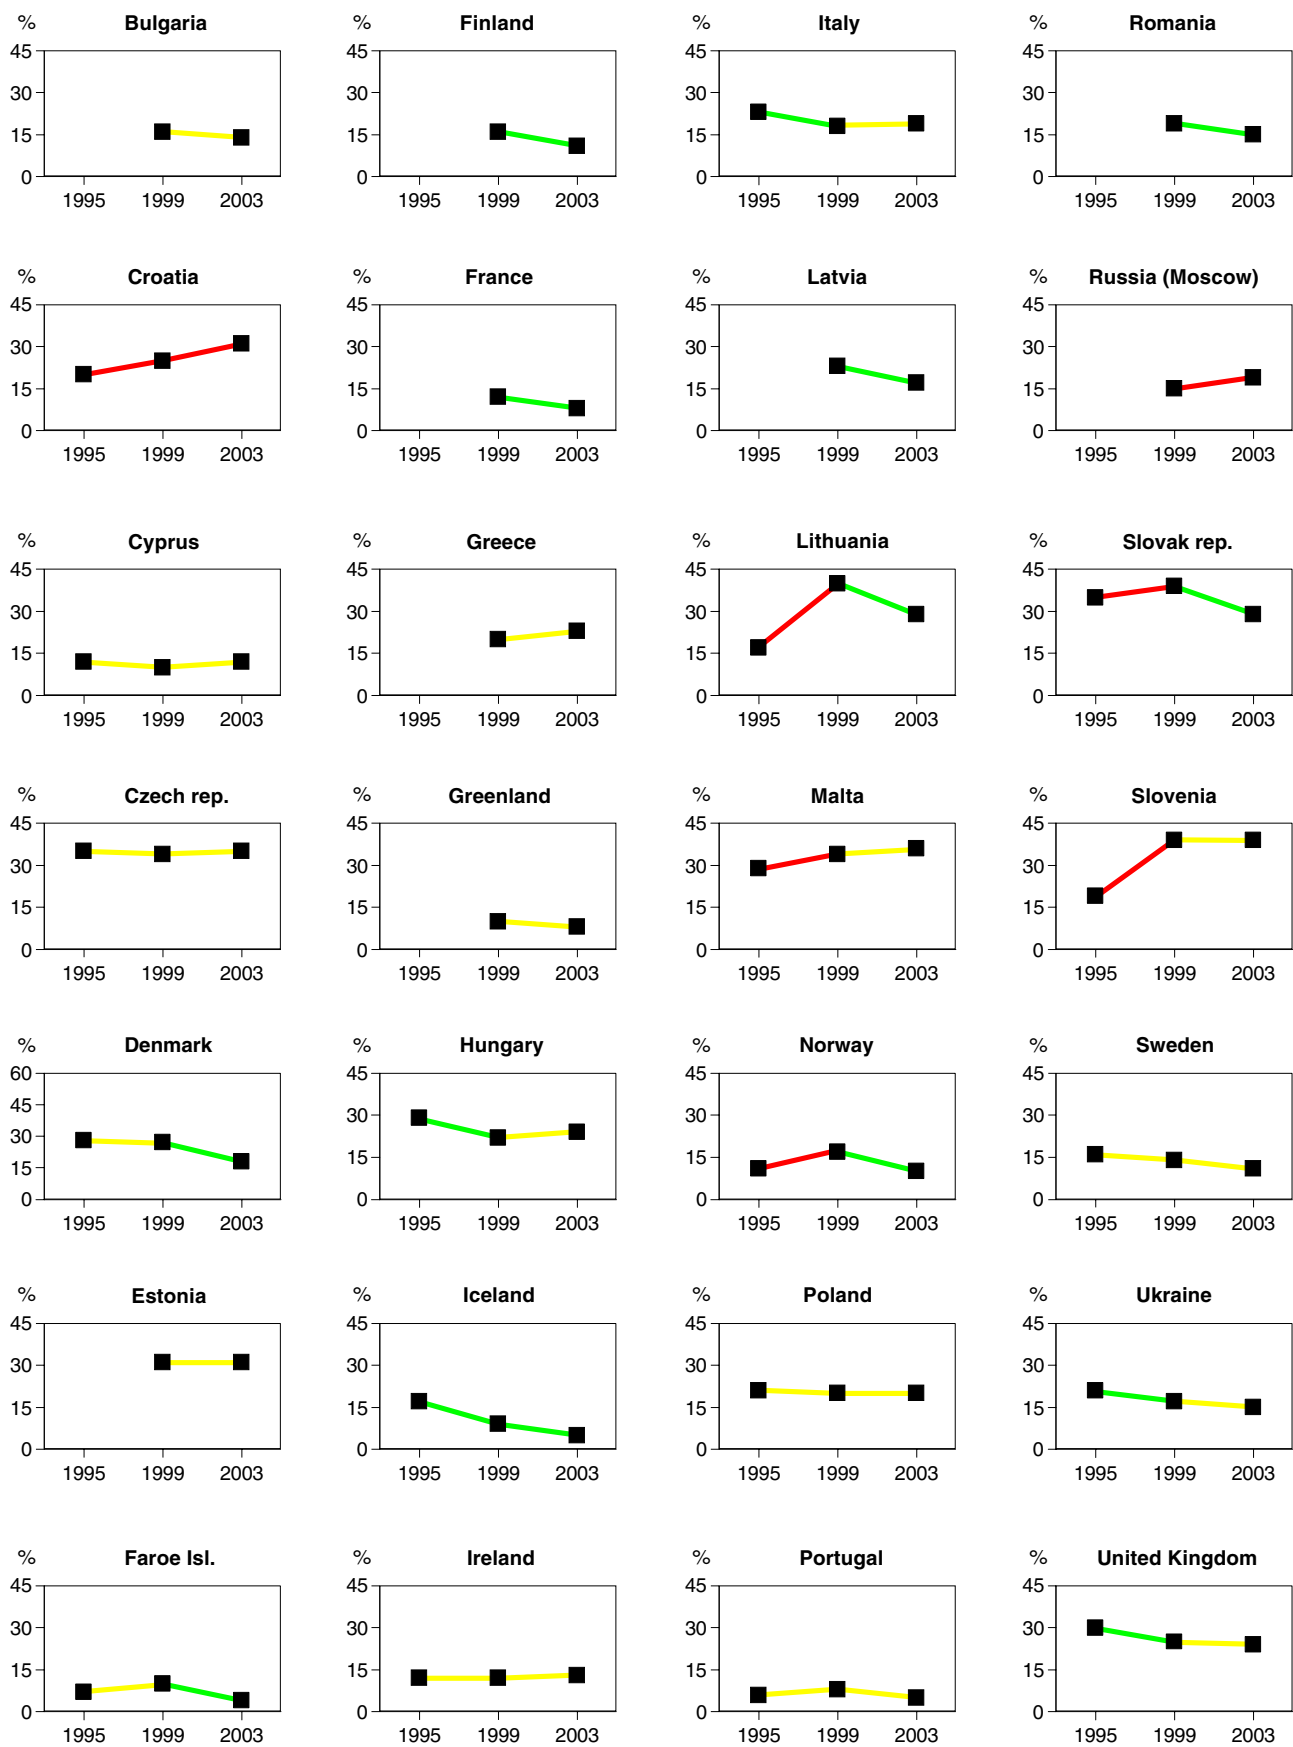 % Bulgaria % Finland % Italy % Romania
45 45 45 45
30 30 30 30
15 15 15 15
0 0 0 0
1995 1999 2003 1995 1999 2003 1995 1999 2003 1995 1999 2003
% Croatia % France % Latvia % Russia (Moscow)
45 45 45 45
30 30 30 30
15 15 15 15
0 0 0 0
1995 1999 2003 1995 1999 2003 1995 1999 2003 1995 1999 2003
% Cyprus % Greece % Lithuania % Slovak rep.
45 45 45 45
30 30 30 30
15 15 15 15
0 0 0 0
1995 1999 2003 1995 1999 2003 1995 1999 2003 1995 1999 2003
% Czech rep. % Greenland % Malta % Slovenia
45 45 45 45
30 30 30 30
15 15 15 15
0 0 0 0
1995 1999 2003 1995 1999 2003 1995 1999 2003 1995 1999 2003
% Denmark % Hungary % Norway % Sweden
60 45 45 45
45 30 30 30
30 15 15 15
15 0 0 0
0
1995 1999 2003 1995 1999 2003 1995 1999 2003 1995 1999 2003
% Estonia % Iceland % Poland % Ukraine
45 45 45 45
30 30 30 30
15 15 15 15
0 0 0 0
1995 1999 2003 1995 1999 2003 1995 1999 2003 1995 1999 2003
% Faroe Isl. % Ireland % Portugal % United Kingdom
45 45 45 45
30 30 30 30
15 15 15 15
0 0 0 0
1995 1999 2003 1995 1999 2003 1995 1999 2003 1995 1999 2003